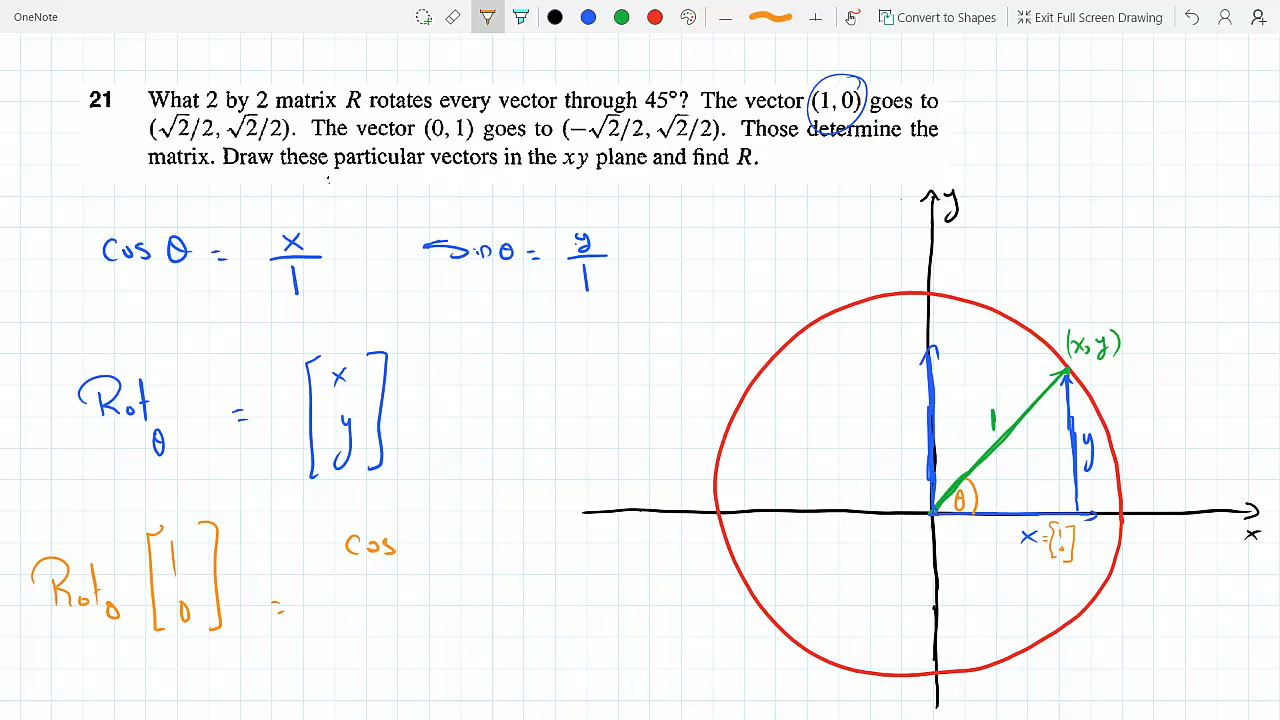 OneNote
Convert to Shapes
Exit Full Screen Drawing
21 What 2 by 2 matrix R rotates every vector through 45°? The vector (1, 0) goes to
(√2/2, √2/2). The vector (0, 1) goes to (−√2/2, √2/2). Those determine the
matrix. Draw these particular vectors in the xy plane and find R.
y
cos θ = x/1
sin θ = y/1
(x, y)
Rot θ = [x y]
1
y
θ
x = [1 0]
x
Rot θ [1 0] = cos